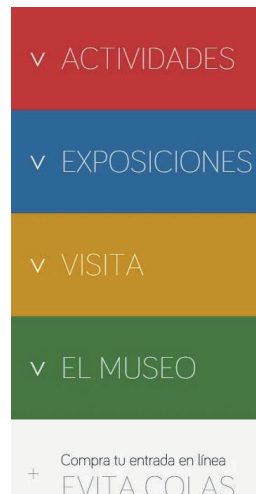 ACTIVIDADES
EXPOSICIONES
VISITA
EL MUSEO
Compra tu entrada en línea
EVITA COLAS